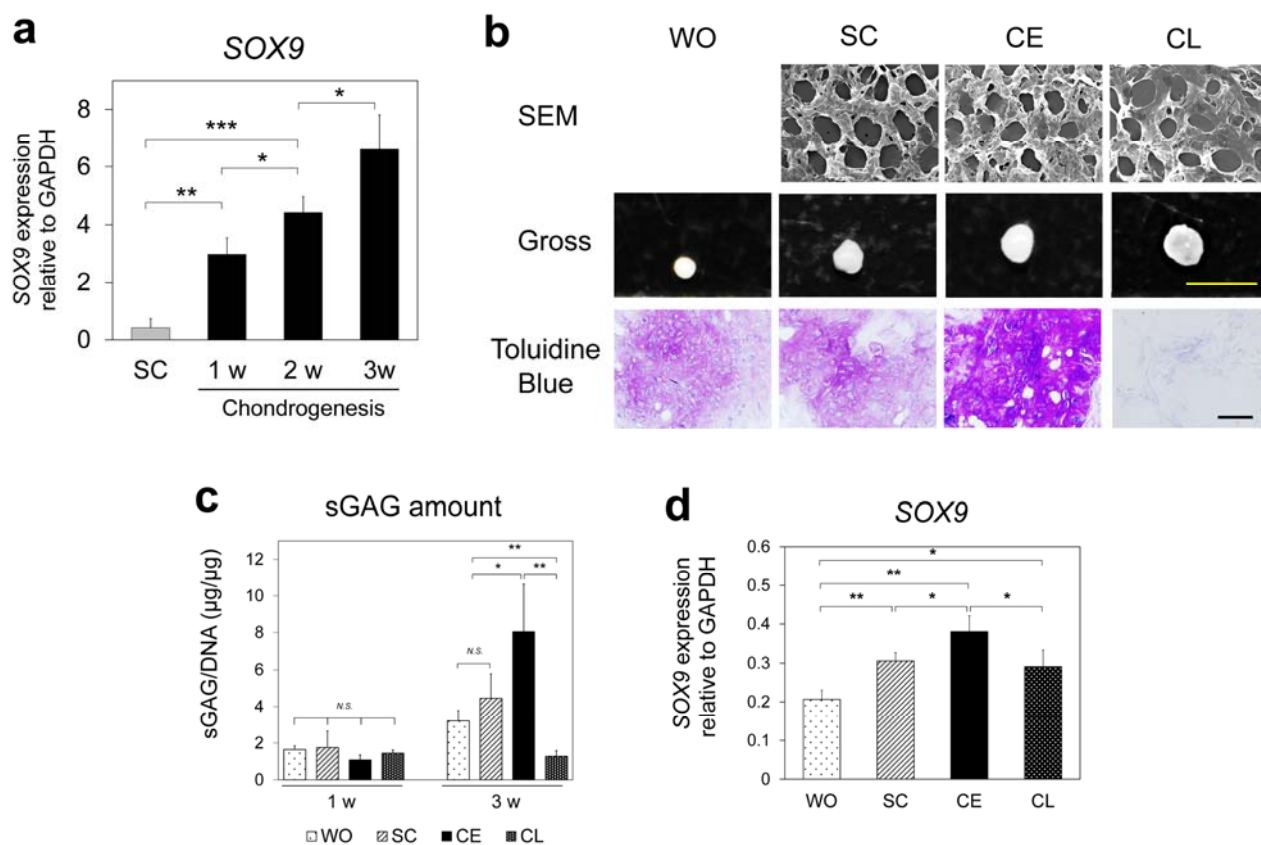 a
SOX9
SOX9 expression
relative to GAPDH
8
6
4
2
0
***
**
*
*
SC
1 w
2 w
3w
Chondrogenesis
b
WO
SC
CE
CL
SEM
Gross
Toluidine
Blue
c
sGAG amount
sGAG/DNA (μg/μg)
12
10
8
6
4
2
0
N.S.
N.S.
**
*
**
1 w
3 w
WO
SC
CE
CL
d
SOX9
SOX9 expression
relative to GAPDH
0.6
0.5
0.4
0.3
0.2
0.1
0
*
**
**
*
*
WO
SC
CE
CL